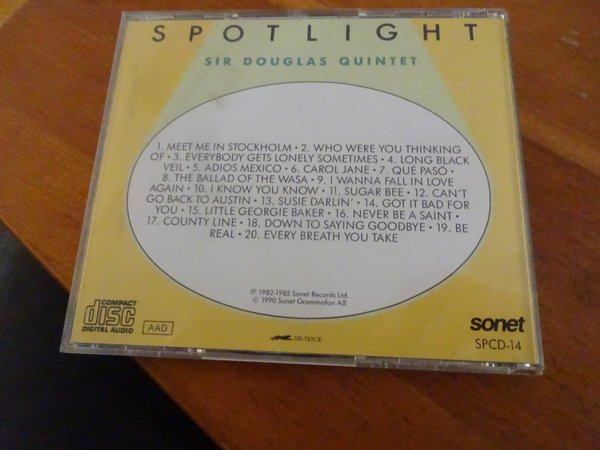 SPOTLIGHT
SIR DOUGLAS QUINTET
1. MEET ME IN STOCKHOLM • 2. WHO WERE YOU THINKING
OF • 3. EVERYBODY GETS LONELY SOMETIMES • 4. LONG BLACK
VEIL • 5. ADIOS MEXICO • 6. CAROL JANE • 7. QUÉ PASÓ •
8. THE BALLAD OF THE WASA • 9. I WANNA FALL IN LOVE
AGAIN • 10. I KNOW YOU KNOW • 11. SUGAR BEE • 12. CAN'T
GO BACK TO AUSTIN • 13. SUSIE DARLIN' • 14. GOT IT BAD FOR
YOU • 15. LITTLE GEORGIE BAKER • 16. NEVER BE A SAINT •
17. COUNTY LINE • 18. DOWN TO SAYING GOODBYE • 19. BE
REAL • 20. EVERY BREATH YOU TAKE
℗ 1982-1985 Sonet Records Ltd.
© 1990 Sonet Grammofon AB
COMPACT
disc
DIGITAL AUDIO
AAD
SIB-TRYCK
sonet
SPCD-14